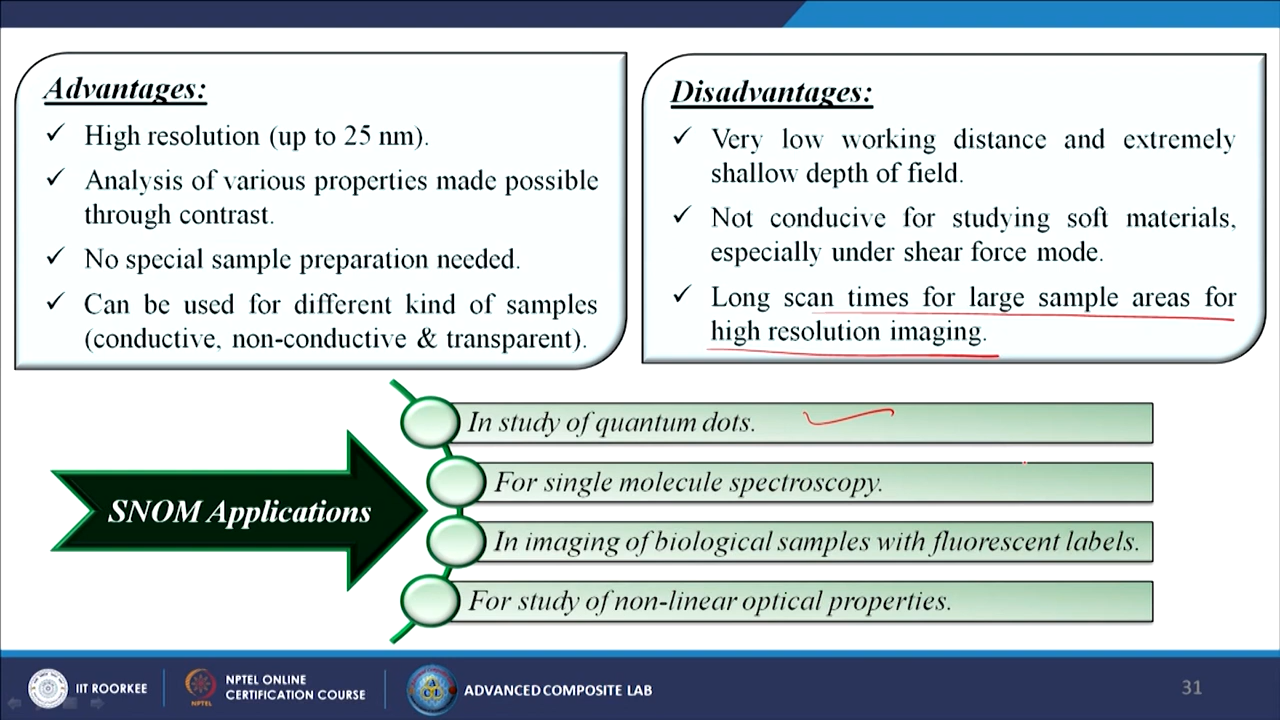 Advantages:
✓ High resolution (up to 25 nm).
✓ Analysis of various properties made possible
through contrast.
✓ No special sample preparation needed.
✓ Can be used for different kind of samples
(conductive, non-conductive & transparent).
Disadvantages:
✓ Very low working distance and extremely
shallow depth of field.
✓ Not conducive for studying soft materials,
especially under shear force mode.
✓ Long scan times for large sample areas for
high resolution imaging.
SNOM Applications
In study of quantum dots.
For single molecule spectroscopy.
In imaging of biological samples with fluorescent labels.
For study of non-linear optical properties.
IIT ROORKEE
NPTEL
NPTEL ONLINE
CERTIFICATION COURSE
ACL
ADVANCED COMPOSITE LAB
31